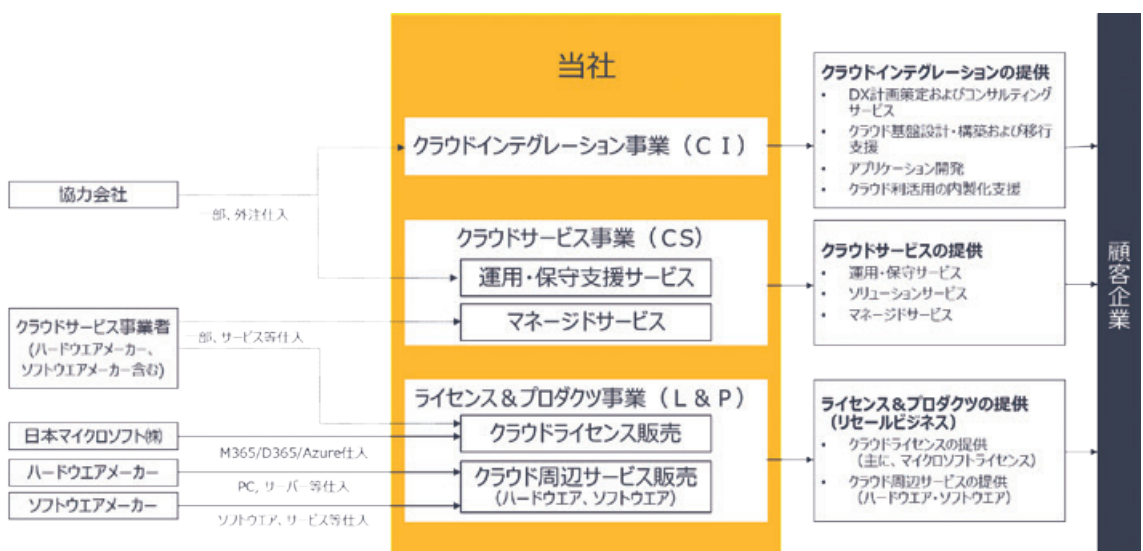 当社
協力会社
一部、外注仕入
クラウドサービス事業者
(ハードウエアメーカー、
ソフトウエアメーカー含む)
一部、サービス等仕入
日本マイクロソフト㈱
M365/D365/Azure仕入
ハードウエアメーカー
PC, サーバー等仕入
ソフトウエアメーカー
ソフトウエア、サービス等仕入
クラウドインテグレーション事業(CI)
クラウドサービス事業(CS)
運用・保守支援サービス
マネージドサービス
ライセンス&プロダクツ事業(L&P)
クラウドライセンス販売
クラウド周辺サービス販売
(ハードウエア、ソフトウエア)
クラウドインテグレーションの提供
• DX計画策定およびコンサルティング
サービス
• クラウド基盤設計・構築および移行
支援
• アプリケーション開発
• クラウド利活用の内製化支援
クラウドサービスの提供
• 運用・保守サービス
• ソリューションサービス
• マネージドサービス
ライセンス&プロダクツの提供
(リセールビジネス)
• クラウドライセンスの提供
(主に、マイクロソフトライセンス)
• クラウド周辺サービスの提供
(ハードウエア・ソフトウエア)
顧客企業